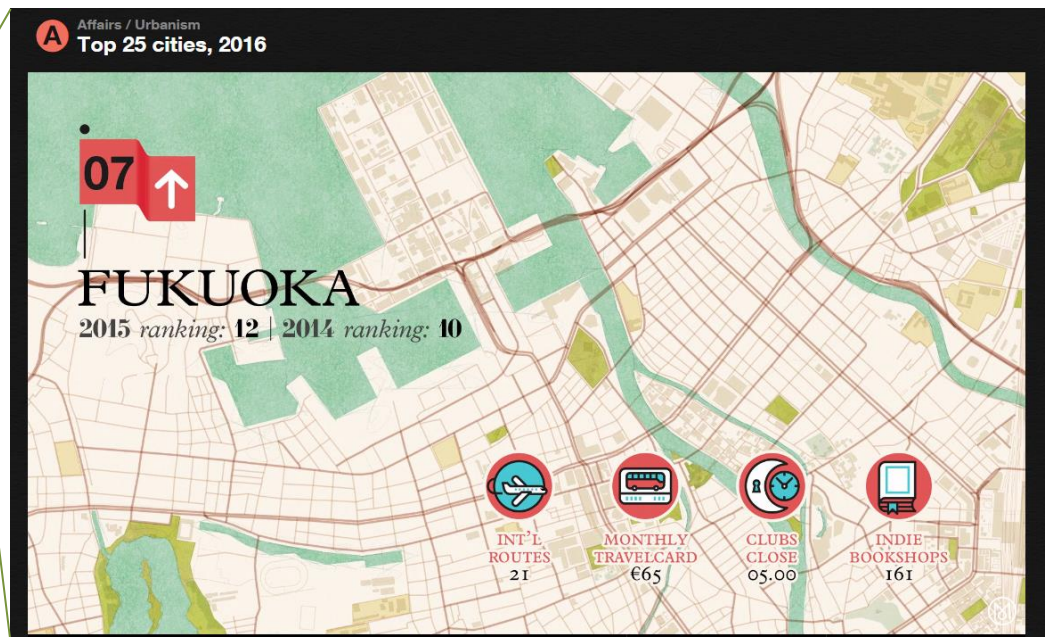 A
Affairs / Urbanism
Top 25 cities, 2016
07
FUKUOKA
2015 ranking: 12 | 2014 ranking: 10
INT'L
ROUTES
21
MONTHLY
TRAVELCARD
€65
CLUBS
CLOSE
05.00
INDIE
BOOKSHOPS
161
M